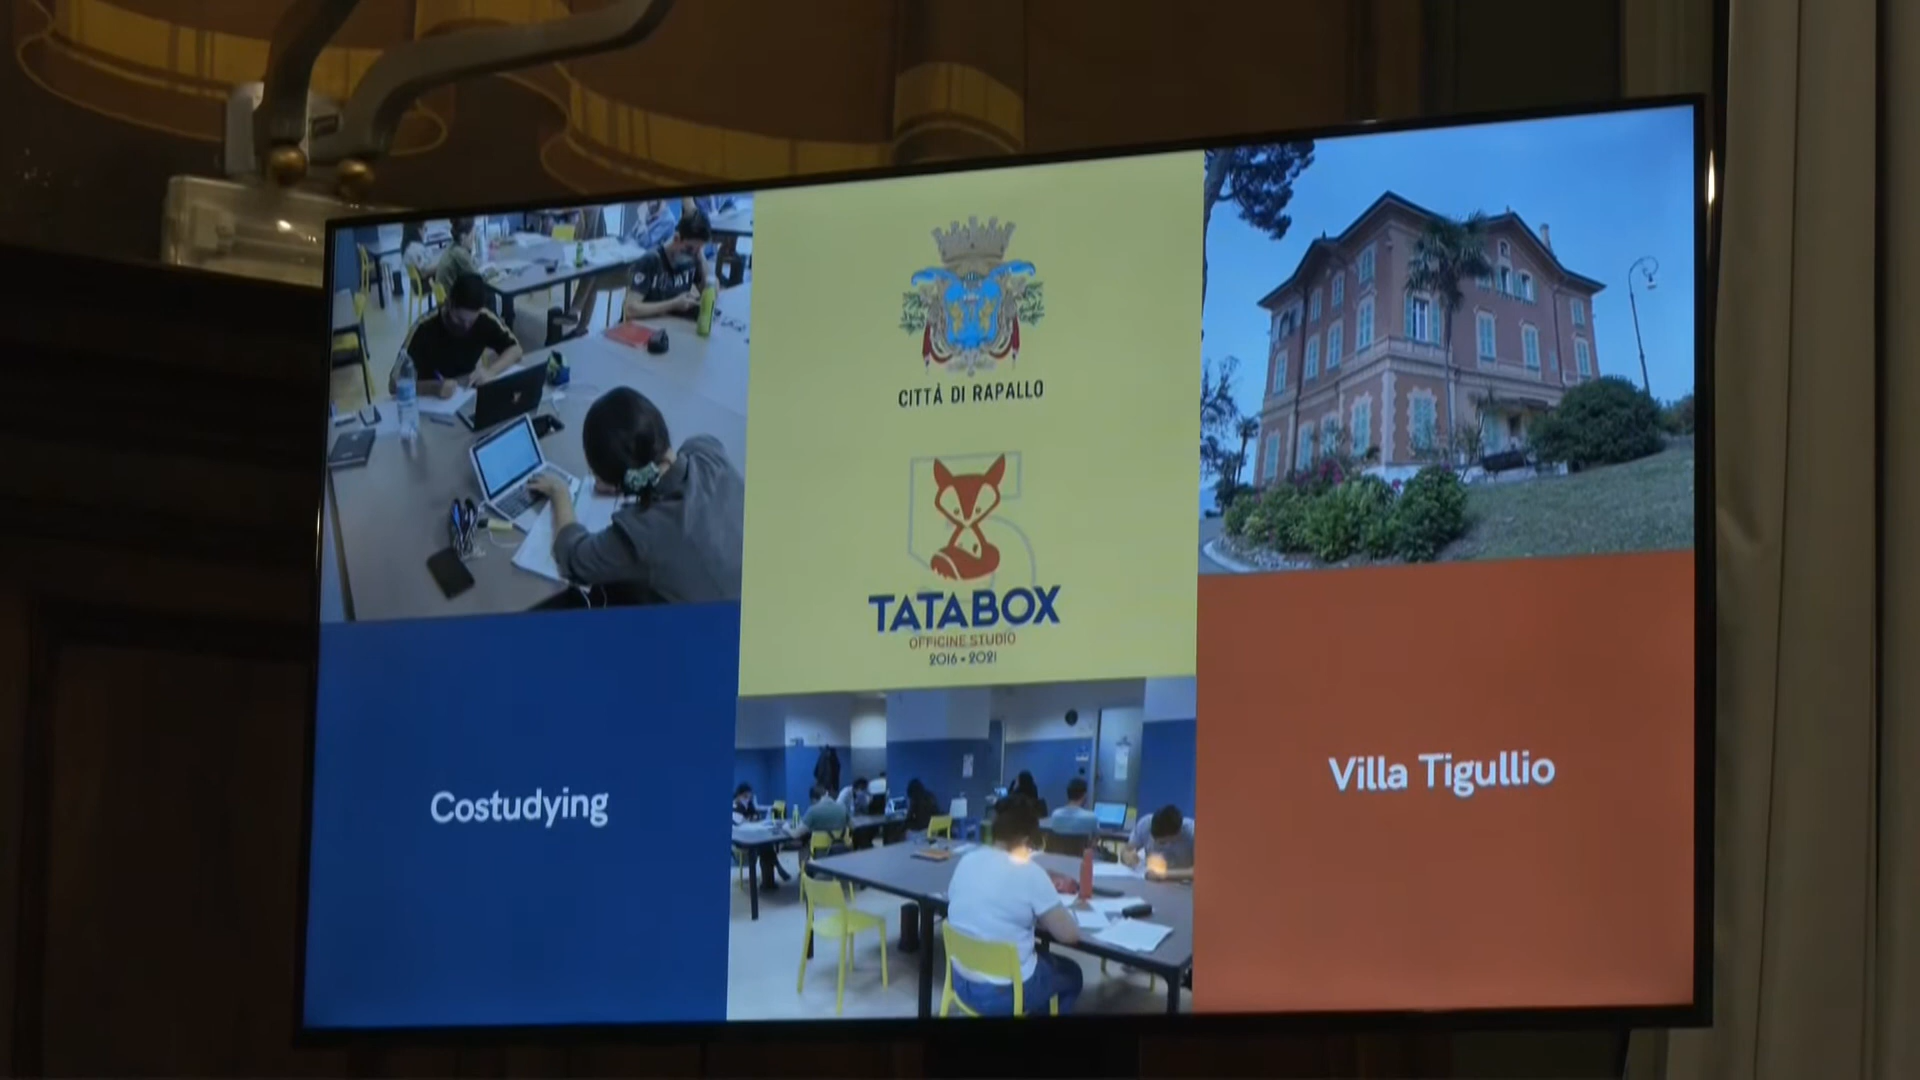 CITTÀ DI RAPALLO
TATABOX
OFFICINE STUDIO
2016 • 2021
Costudying
Villa Tigullio